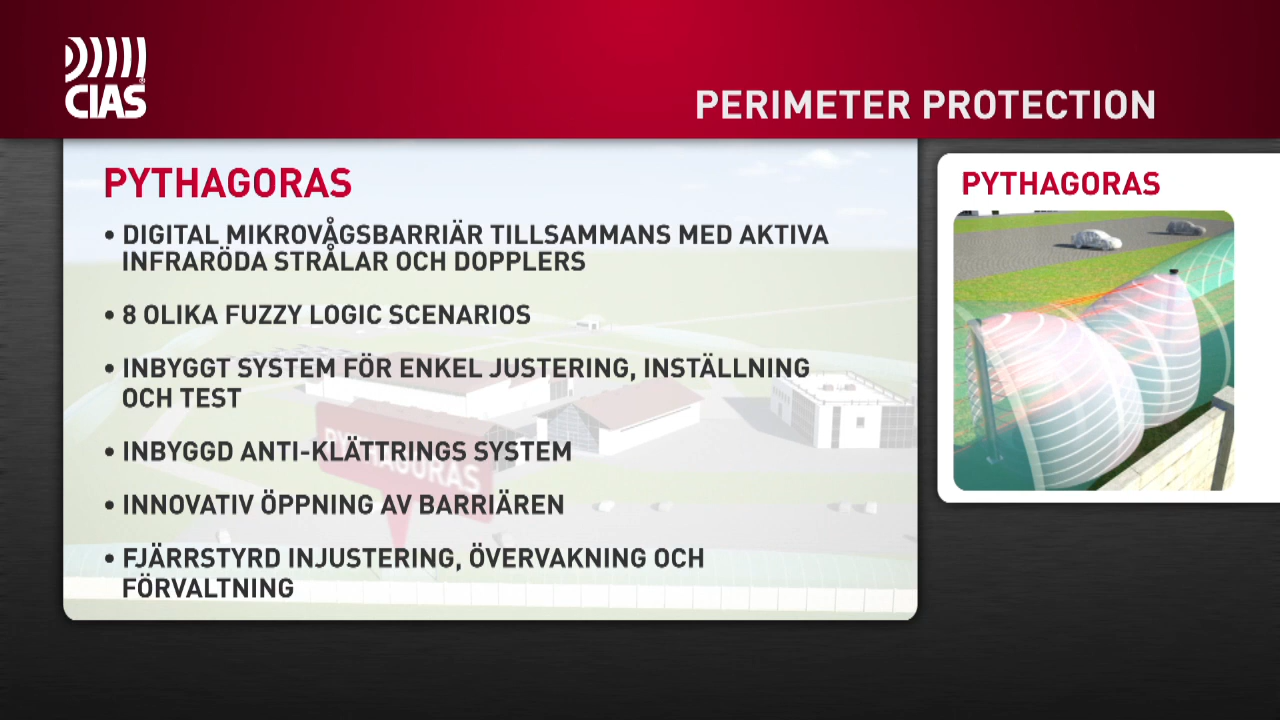 CIAS
PERIMETER PROTECTION
PYTHAGORAS
• DIGITAL MIKROVÅGSBARRIÄR TILLSAMMANS MED AKTIVA
INFRARÖDA STRÅLAR OCH DOPPLERS
• 8 OLIKA FUZZY LOGIC SCENARIOS
• INBYGGT SYSTEM FÖR ENKEL JUSTERING, INSTÄLLNING
OCH TEST
• INBYGGD ANTI-KLÄTTRINGS SYSTEM
• INNOVATIV ÖPPNING AV BARRIÄREN
• FJÄRRSTYRD INJUSTERING, ÖVERVAKNING OCH
FÖRVALTNING
PYTHAGORAS
PYTHAGORAS